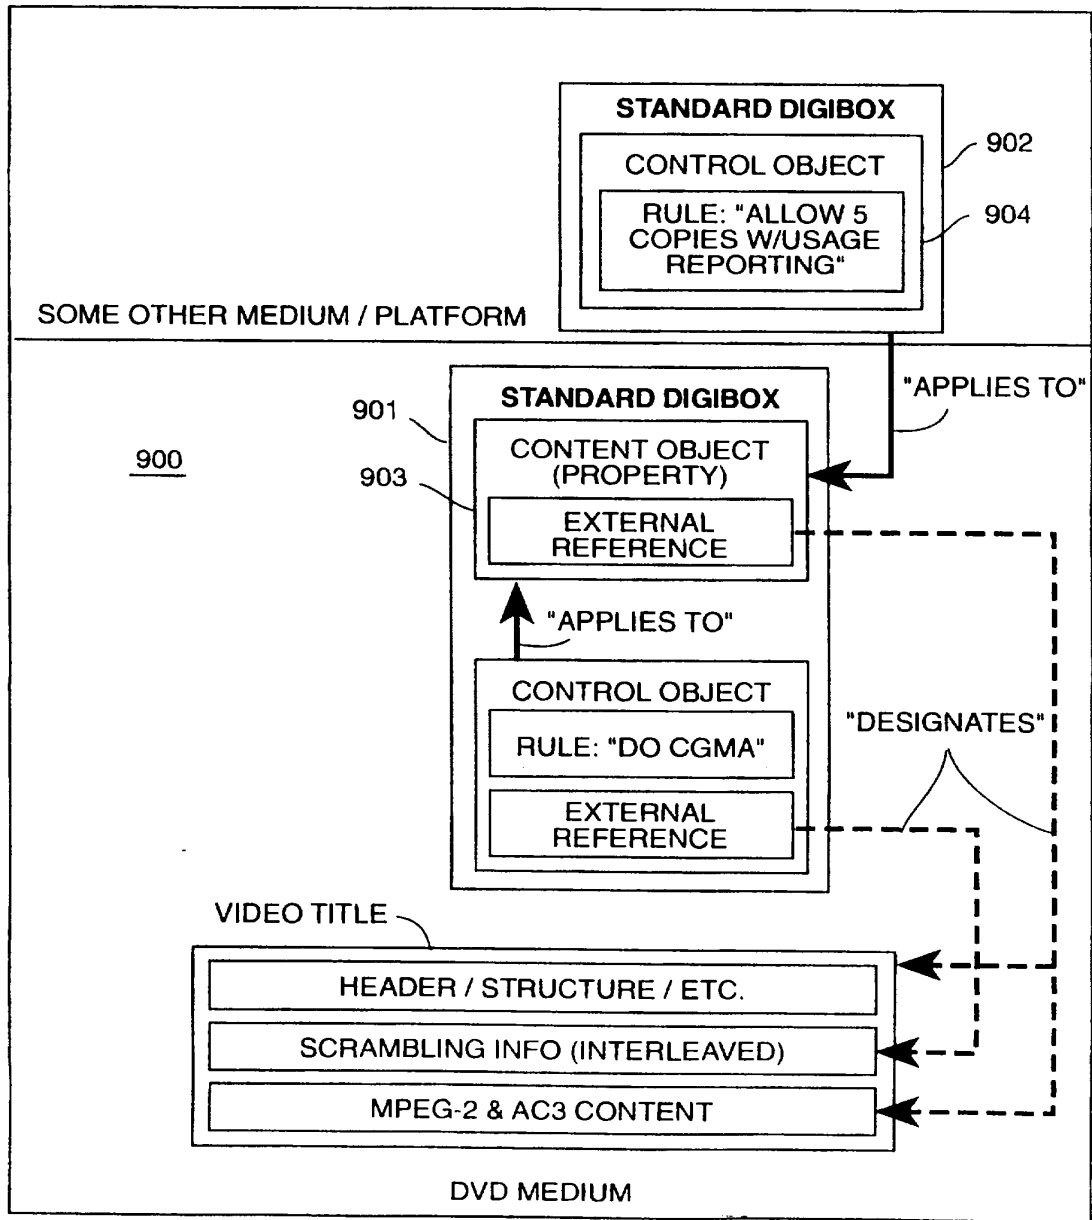 STANDARD DIGIBOX
902
CONTROL OBJECT
RULE: "ALLOW 5
COPIES W/USAGE
REPORTING"
904
SOME OTHER MEDIUM / PLATFORM
"APPLIES TO"
STANDARD DIGIBOX
901
900
CONTENT OBJECT
(PROPERTY)
903
EXTERNAL
REFERENCE
"APPLIES TO"
CONTROL OBJECT
"DESIGNATES"
RULE: "DO CGMA"
EXTERNAL
REFERENCE
VIDEO TITLE
HEADER / STRUCTURE / ETC.
SCRAMBLING INFO (INTERLEAVED)
MPEG-2 & AC3 CONTENT
DVD MEDIUM